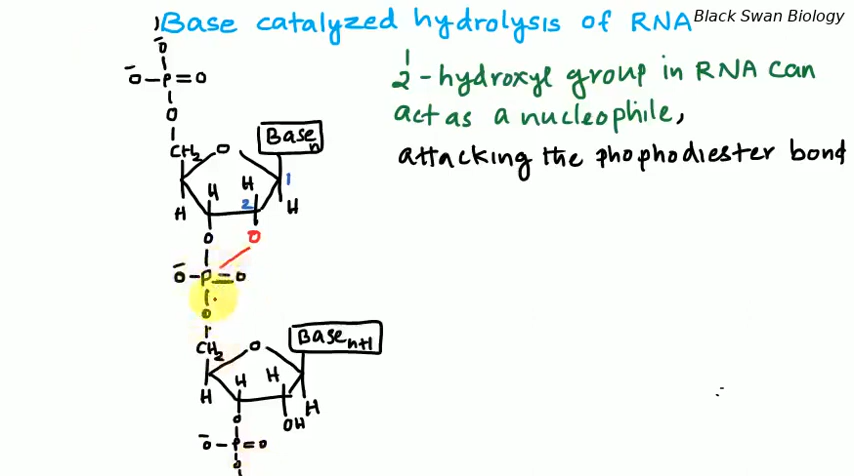 Base catalyzed hydrolysis of RNA
Black Swan Biology
2'-hydroxyl group in RNA can
act as a nucleophile,
attacking the phophodiester bond
O⁻
⁻O-P=O
O
CH₂ O Base n
H H 1
H 2 H
O O
⁻O-P=O
O
CH₂ O Base n+1
H H
H H
O OH
⁻O-P=O
O